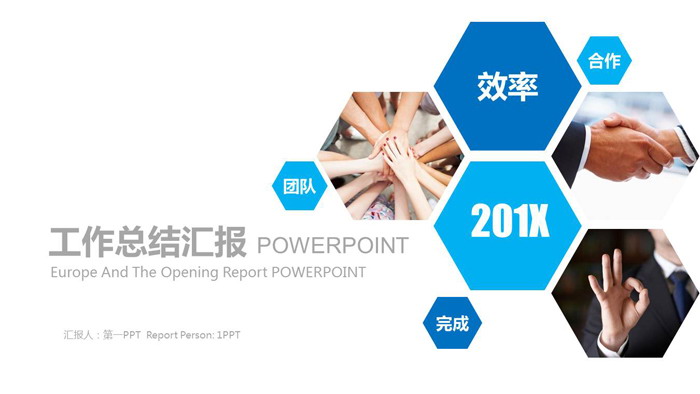 效率
合作
团队
201X
工作总结汇报 POWERPOINT
Europe And The Opening Report POWERPOINT
完成
汇报人：第一PPT Report Person: 1PPT